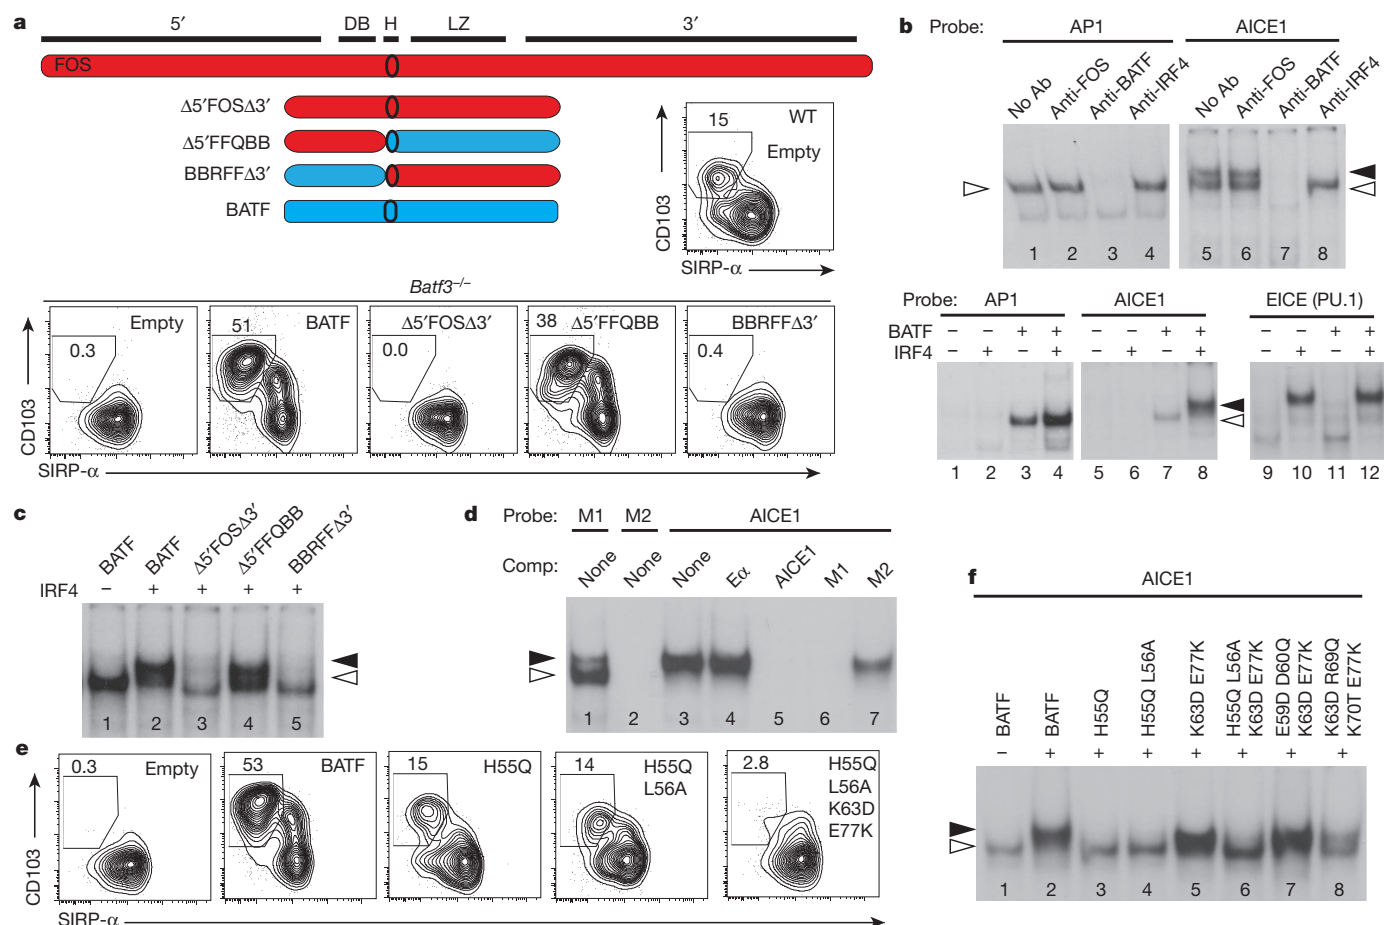 a
5′ DB H LZ 3′
FOS
Δ5′FOSΔ3′
Δ5′FFQBB
BBRFFΔ3′
BATF
15 WT
Empty
CD103
SIRP-α
Batf3–/–
0.3 Empty
51 BATF
0.0 Δ5′FOSΔ3′
38 Δ5′FFQBB
0.4 BBRFFΔ3′
CD103
SIRP-α
b Probe: AP1 AICE1
No Ab Anti-FOS Anti-BATF Anti-IRF4 No Ab Anti-FOS Anti-BATF Anti-IRF4
1 2 3 4 5 6 7 8
Probe: AP1 AICE1 EICE (PU.1)
BATF – – + + – – + + – – + +
IRF4 – + – + – + – + – + – +
1 2 3 4 5 6 7 8 9 10 11 12
c
BATF BATF Δ5′FOSΔ3′ Δ5′FFQBB BBRFFΔ3′
IRF4 – + + + +
1 2 3 4 5
d Probe: M1 M2 AICE1
Comp: None None None Eα AICE1 M1 M2
1 2 3 4 5 6 7
e
0.3 Empty
53 BATF
15 H55Q
14 H55Q
L56A
2.8 H55Q
L56A
K63D
E77K
CD103
SIRP-α
f
AICE1
BATF
BATF
H55Q
H55Q L56A
K63D E77K
H55Q L56A
K63D E77K
E59D D60Q
K63D E77K
K63D R69Q
K70T E77K
– + + + + + + +
1 2 3 4 5 6 7 8